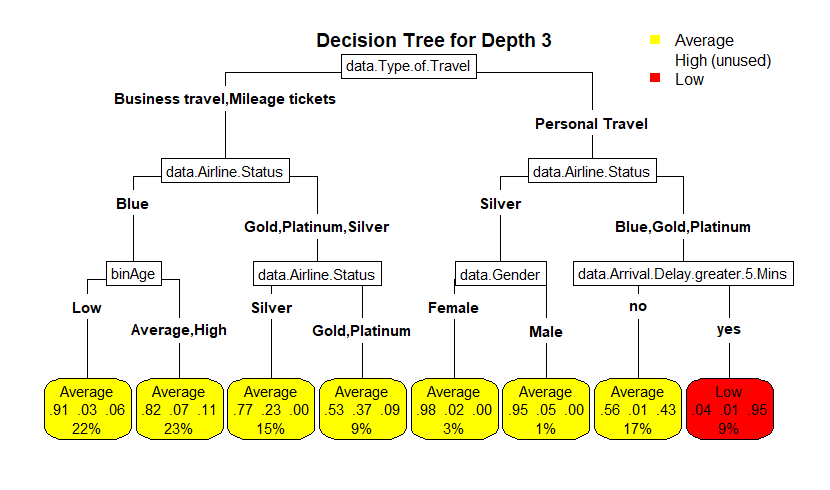 Decision Tree for Depth 3
Average
High (unused)
Low
data.Type.of.Travel
Business travel,Mileage tickets
Personal Travel
data.Airline.Status
data.Airline.Status
Blue
Silver
Gold,Platinum,Silver
Blue,Gold,Platinum
binAge
data.Airline.Status
data.Gender
data.Arrival.Delay.greater.5.Mins
Low
Average,High
Silver
Gold,Platinum
Female
Male
no
yes
Average
.91 .03 .06
22%
Average
.82 .07 .11
23%
Average
.77 .23 .00
15%
Average
.53 .37 .09
9%
Average
.98 .02 .00
3%
Average
.95 .05 .00
1%
Average
.56 .01 .43
17%
Low
.04 .01 .95
9%